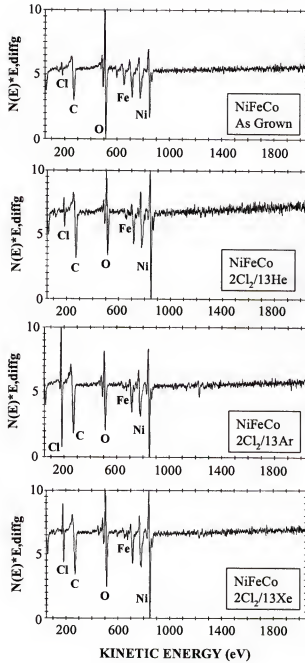 10
5
0
N(E)*E,diffg
Cl
C
O
Fe
Ni
NiFeCo
As Grown
200 600 1000 1400 1800
10
5
0
N(E)*E,diffg
Cl
C
O
Fe
Ni
NiFeCo
2Cl₂/13He
200 600 1000 1400 1800
10
5
0
N(E)*E,diffg
Cl
C
O
Fe
Ni
NiFeCo
2Cl₂/13Ar
200 600 1000 1400 1800
10
5
0
N(E)*E,diffg
Cl
C
O
Fe
Ni
NiFeCo
2Cl₂/13Xe
200 600 1000 1400 1800
KINETIC ENERGY (eV)